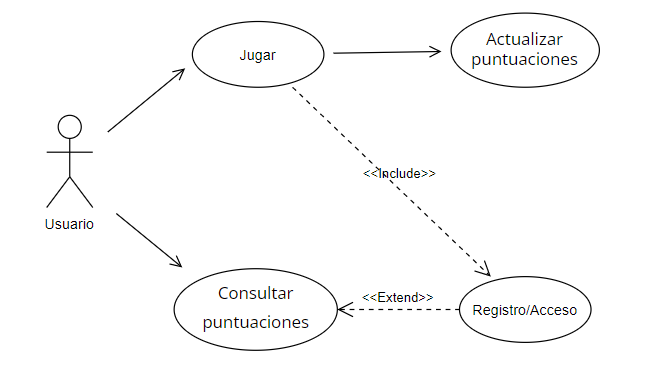 Actualizar
puntuaciones
Jugar
<<Include>>
Usuario
Consultar
puntuaciones
<<Extend>>
Registro/Acceso